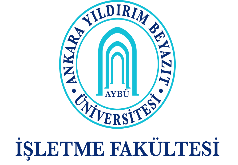 ANKARA YILDIRIM BEYAZIT
AYBÜ
ÜNİVERSİTESİ
İŞLETME FAKÜLTESİ